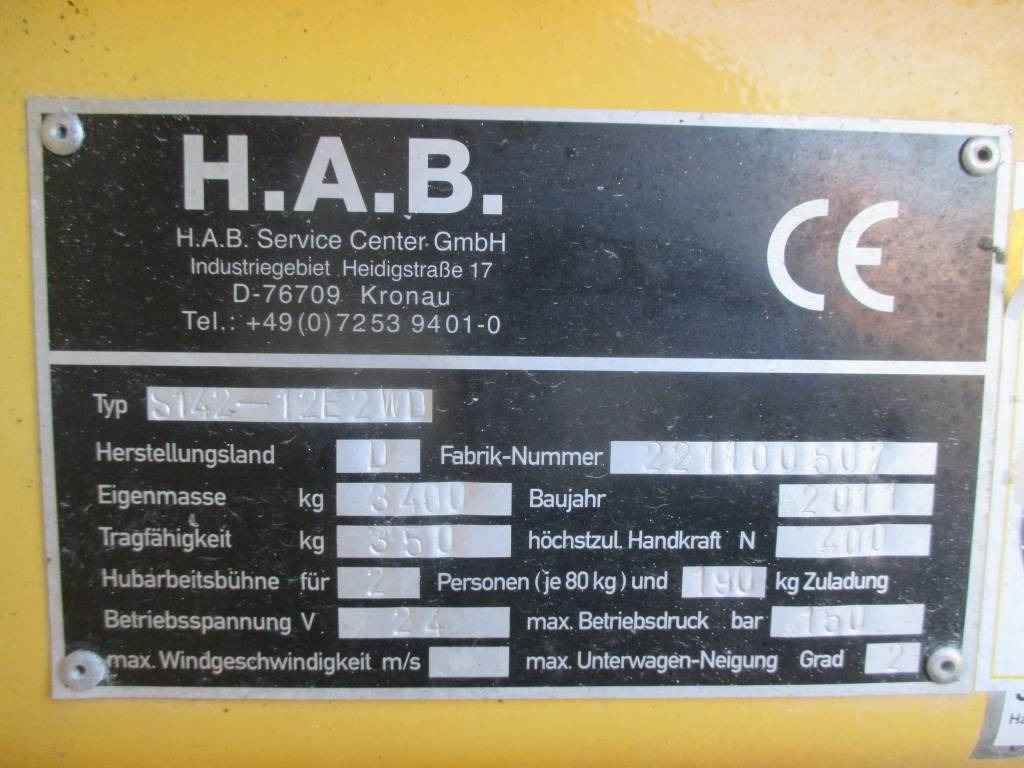 H.A.B.
H.A.B. Service Center GmbH
Industriegebiet Heidigstraße 17
D-76709 Kronau
Tel.: +49(0)7253 9401-0
CE
Typ S142-12E2WD
Herstellungsland D Fabrik-Nummer 221100507
Eigenmasse kg 3400 Baujahr 2011
Tragfähigkeit kg 350 höchstzul. Handkraft N 400
Hubarbeitsbühne für 2 Personen (je 80 kg) und 190 kg Zuladung
Betriebsspannung V 24 max. Betriebsdruck bar 150
max. Windgeschwindigkeit m/s max. Unterwagen-Neigung Grad 2